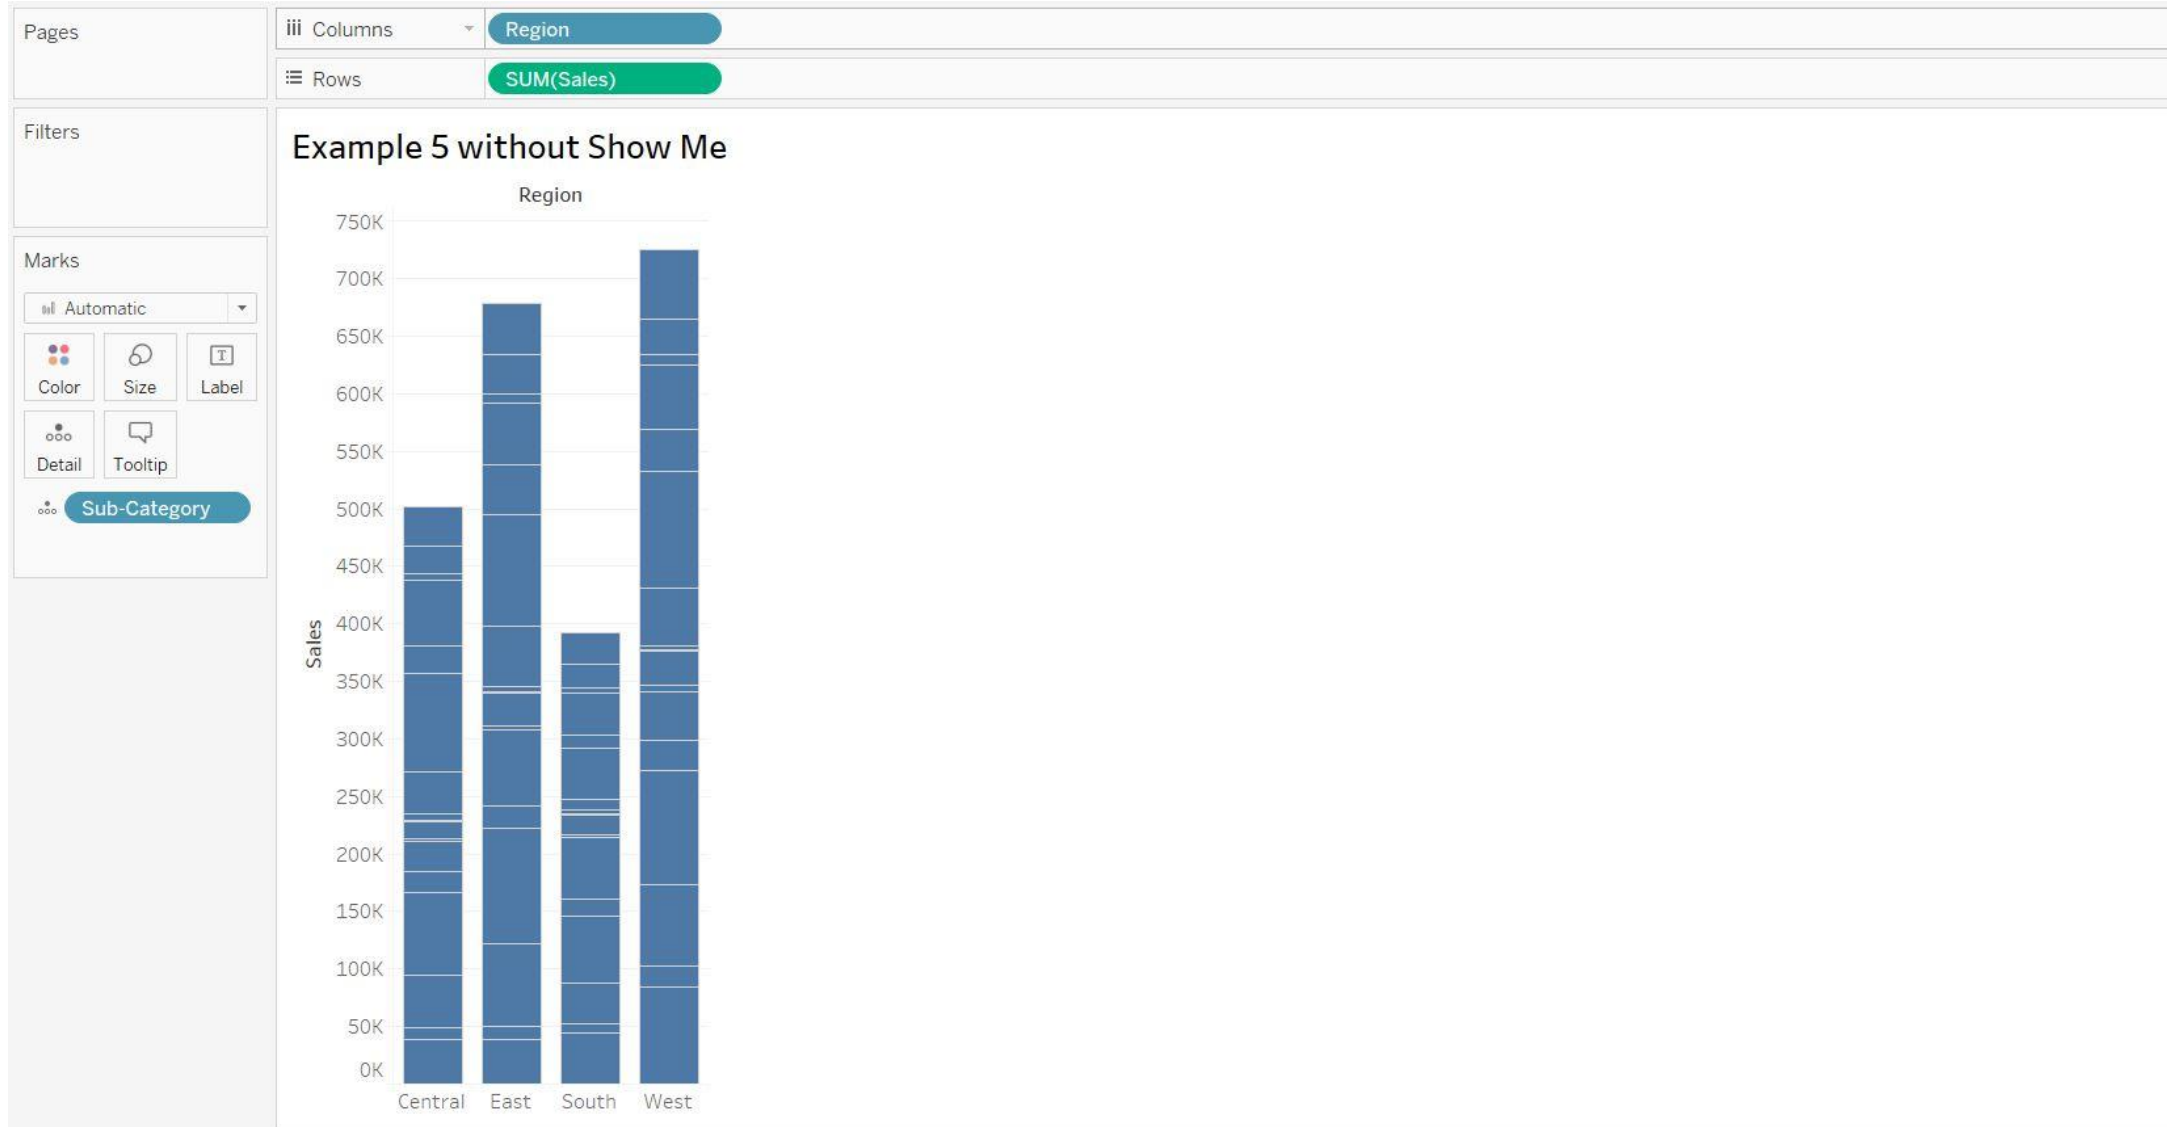 Pages
Columns Region
Rows SUM(Sales)
Filters
Example 5 without Show Me
Marks
Automatic
Color Size Label
Detail Tooltip
Sub-Category
Region
750K
700K
650K
600K
550K
500K
450K
400K
350K
300K
250K
200K
150K
100K
50K
0K
Sales
Central East South West